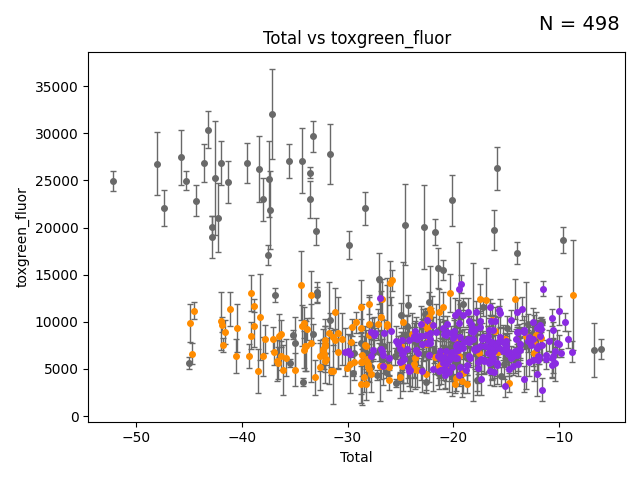 N = 498
Total vs toxgreen_fluor
toxgreen_fluor
35000
30000
25000
20000
15000
10000
5000
0
−50 −40 −30 −20 −10
Total